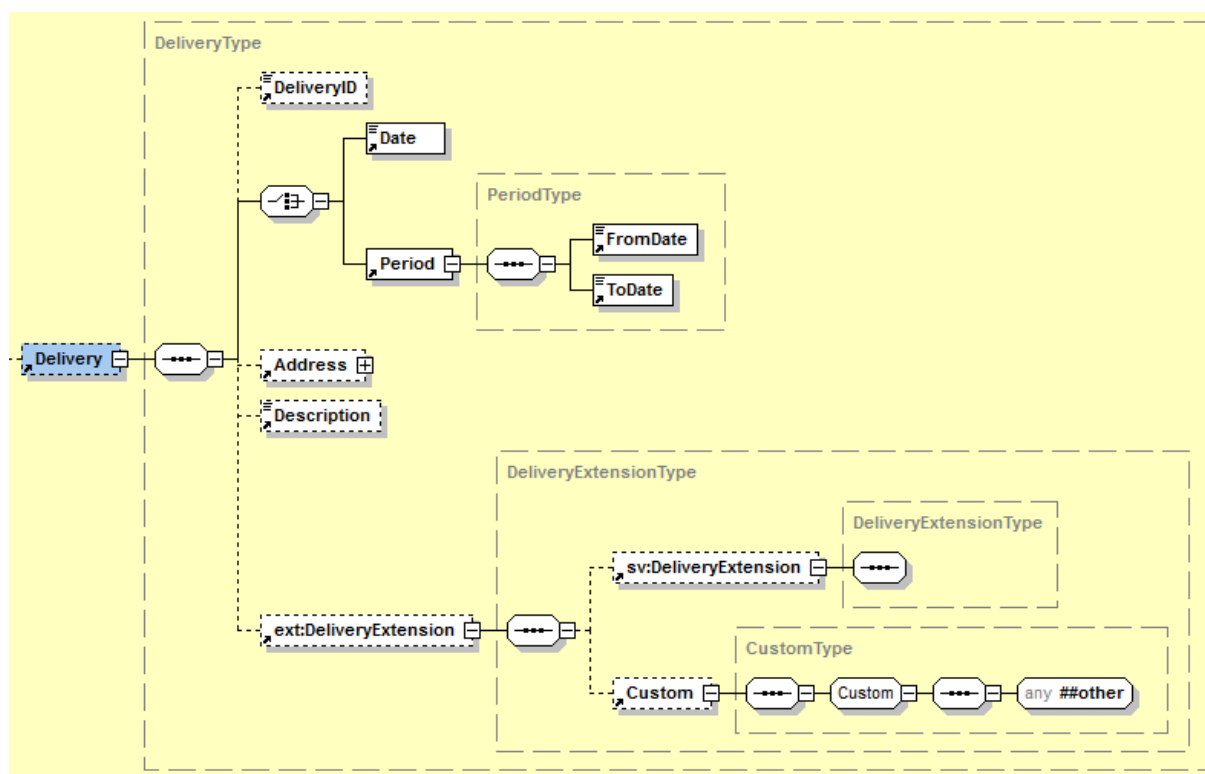 DeliveryType
DeliveryID
Date
PeriodType
FromDate
Period
ToDate
Delivery
Address
Description
DeliveryExtensionType
DeliveryExtensionType
sv:DeliveryExtension
ext:DeliveryExtension
CustomType
Custom
Custom
any ##other